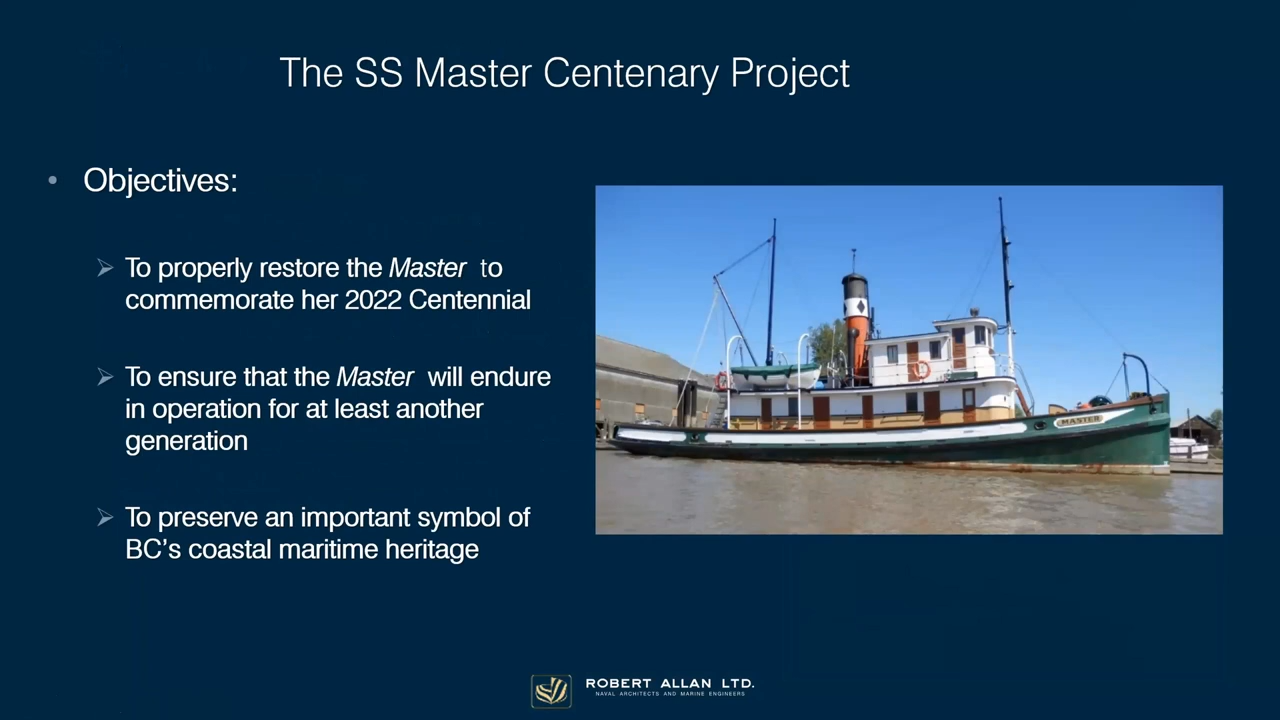 The SS Master Centenary Project
• Objectives:
To properly restore the Master to
commemorate her 2022 Centennial
To ensure that the Master will endure
in operation for at least another
generation
To preserve an important symbol of
BC’s coastal maritime heritage
MASTER
ROBERT ALLAN LTD.
NAVAL ARCHITECTS AND MARINE ENGINEERS